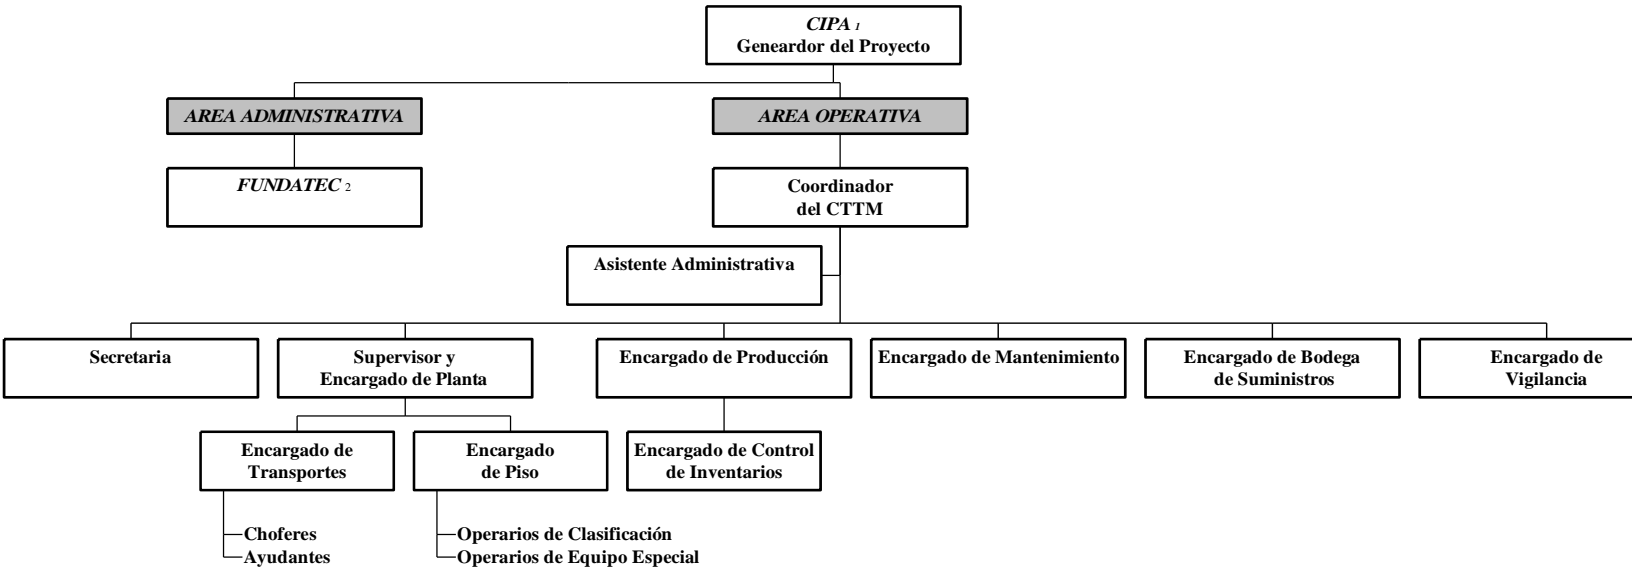 CIPA 1
Geneardor del Proyecto
AREA ADMINISTRATIVA
AREA OPERATIVA
FUNDATEC 2
Coordinador
del CTTM
Asistente Administrativa
Secretaria
Supervisor y
Encargado de Planta
Encargado de Producción
Encargado de Mantenimiento
Encargado de Bodega
de Suministros
Encargado de
Vigilancia
Encargado de
Transportes
Encargado
de Piso
Encargado de Control
de Inventarios
Choferes
Ayudantes
Operarios de Clasificación
Operarios de Equipo Especial